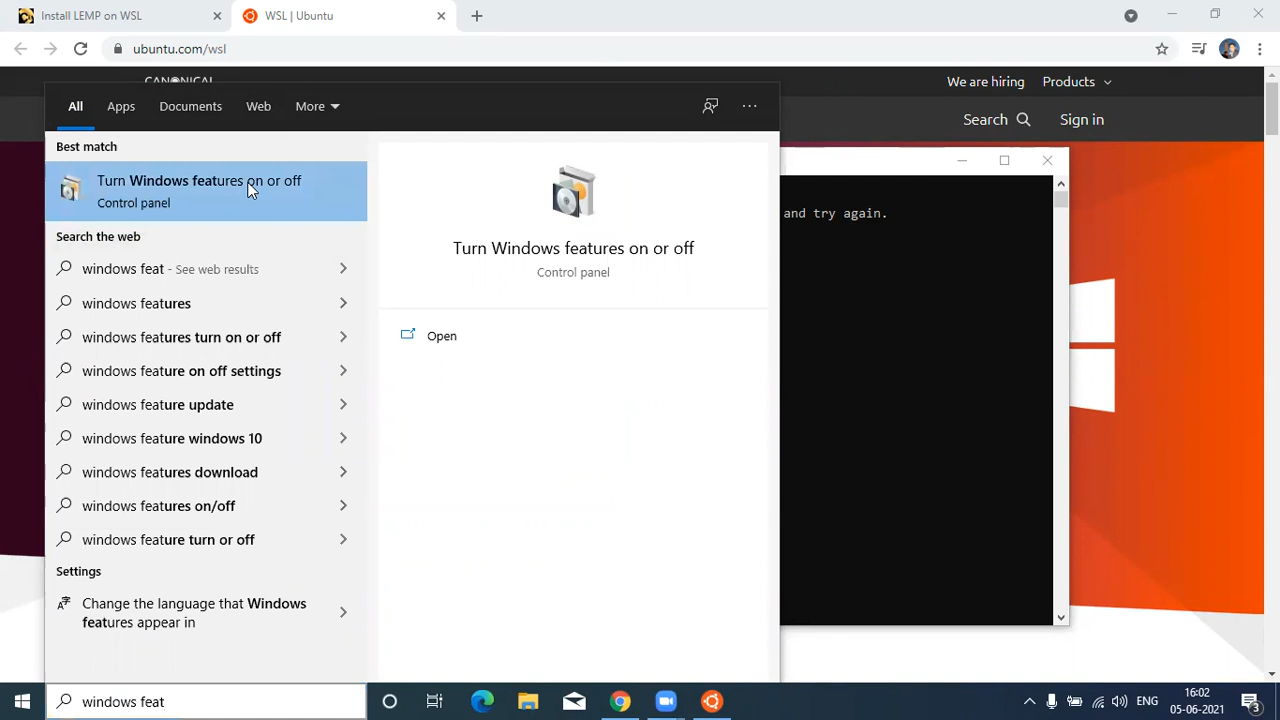 Install LEMP on WSL
WSL | Ubuntu
ubuntu.com/wsl
CANONICAL
We are hiring
Products
Search
Sign in
All
Apps
Documents
Web
More
Best match
Turn Windows features on or off
Control panel
Search the web
windows feat - See web results
windows features
windows features turn on or off
windows feature on off settings
windows feature update
windows feature windows 10
windows features download
windows features on/off
windows feature turn or off
Settings
Change the language that Windows
features appear in
Turn Windows features on or off
Control panel
Open
and try again.
windows feat
ENG
16:02
05-06-2021
3